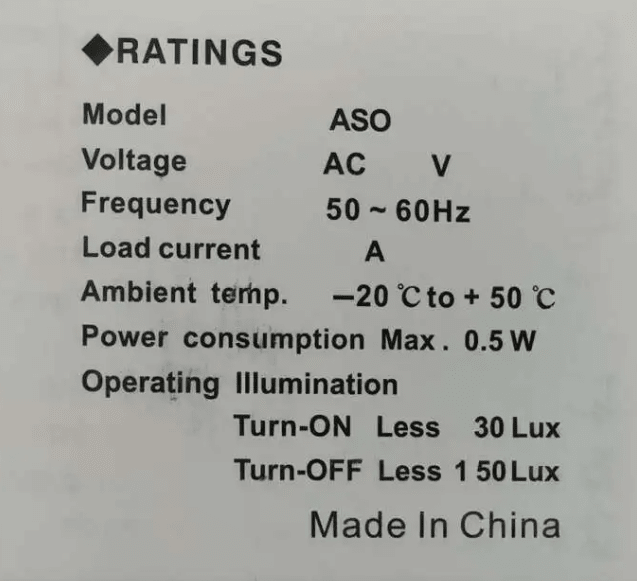 ◆RATINGS
Model ASO
Voltage AC V
Frequency 50 ~ 60Hz
Load current A
Ambient temp. −20 ℃ to + 50 ℃
Power consumption Max. 0.5 W
Operating Illumination
Turn-ON Less 30 Lux
Turn-OFF Less 1 50 Lux
Made In China